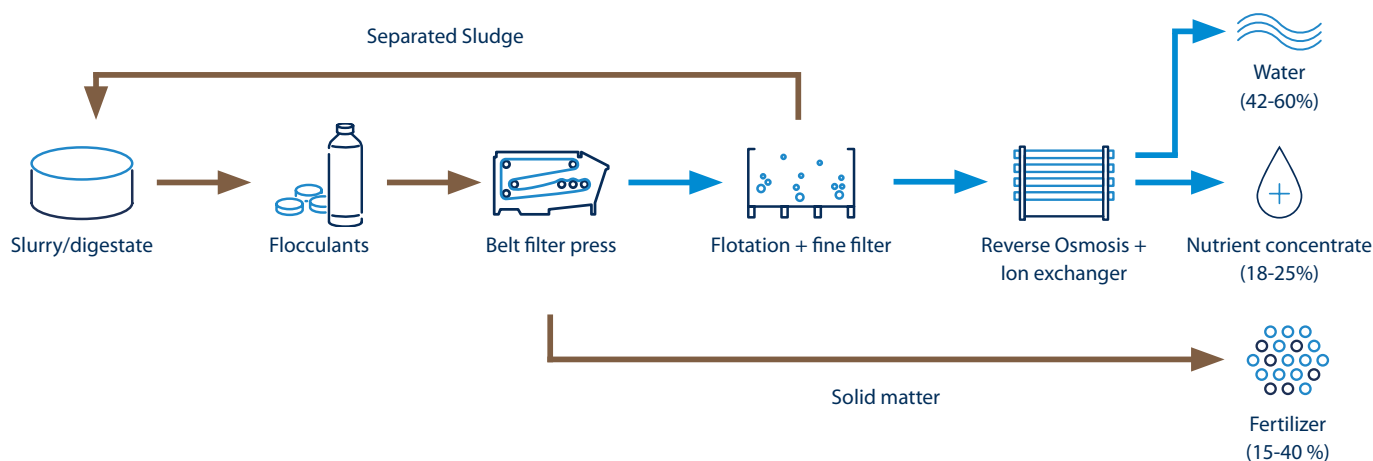 Separated Sludge
Water
(42-60%)
Slurry/digestate
Flocculants
Belt filter press
Flotation + fine filter
Reverse Osmosis +
Ion exchanger
Nutrient concentrate
(18-25%)
Solid matter
Fertilizer
(15-40 %)